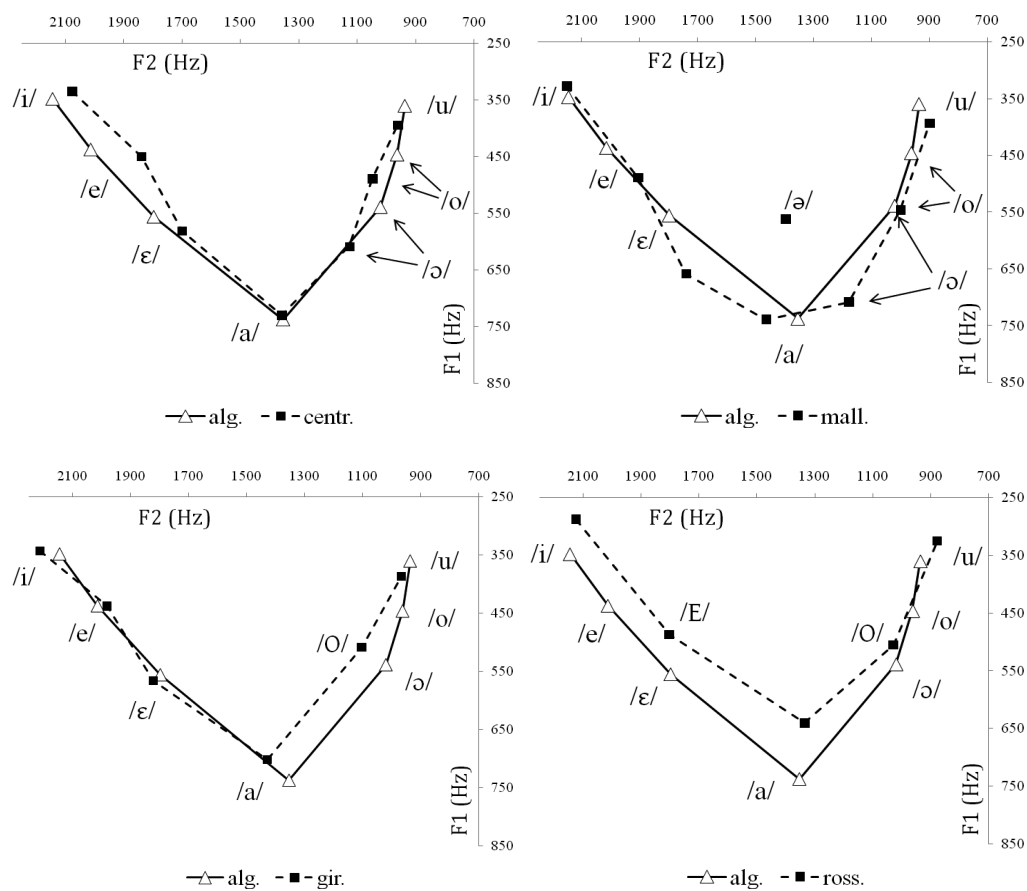 2100 1900 1700 1500 1300 1100 900 700
F2 (Hz)
250
350
450
550
650
750
850
F1 (Hz)
/i/
/u/
/e/
/o/
/ɛ/
/ɔ/
/a/
alg. centr.
2100 1900 1700 1500 1300 1100 900 700
F2 (Hz)
250
350
450
550
650
750
850
F1 (Hz)
/i/
/u/
/e/
/ə/
/o/
/ɛ/
/ɔ/
/a/
alg. mall.
2100 1900 1700 1500 1300 1100 900 700
F2 (Hz)
250
350
450
550
650
750
850
F1 (Hz)
/i/
/u/
/e/
/O/
/o/
/ɛ/
/ɔ/
/a/
alg. gir.
2100 1900 1700 1500 1300 1100 900 700
F2 (Hz)
250
350
450
550
650
750
850
F1 (Hz)
/i/
/u/
/E/
/e/
/O/
/o/
/ɛ/
/ɔ/
/a/
alg. ross.